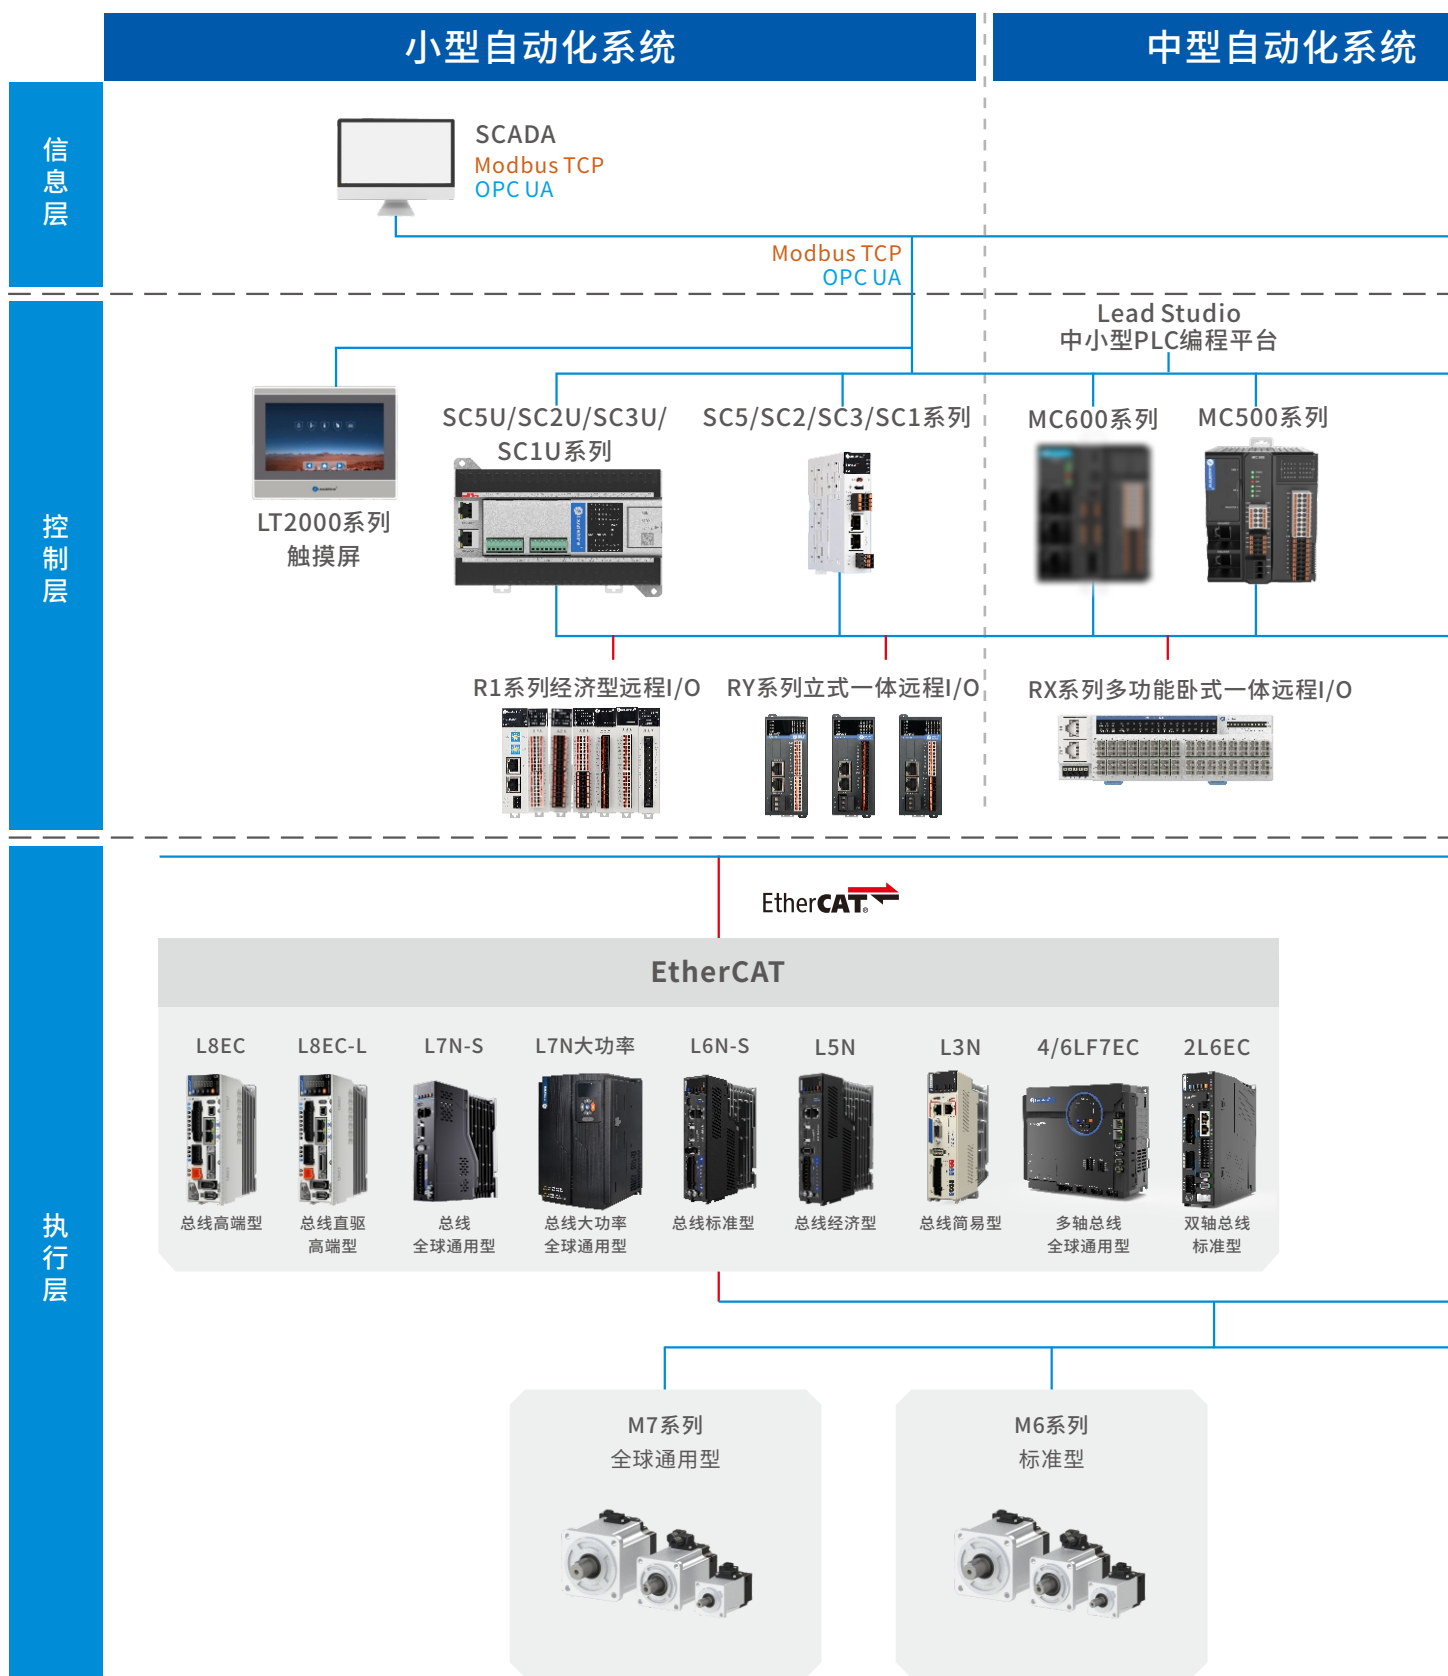 小型自动化系统
中型自动化系统
信息层
SCADA
Modbus TCP
OPC UA
Modbus TCP
OPC UA
控制层
Lead Studio
中小型PLC编程平台
LT2000系列
触摸屏
SC5U/SC2U/SC3U/
SC1U系列
SC5/SC2/SC3/SC1系列
MC600系列
MC500系列
R1系列经济型远程I/O
RY系列立式一体远程I/O
RX系列多功能卧式一体远程I/O
执行层
EtherCAT
EtherCAT
L8EC
L8EC-L
L7N-S
L7N大功率
L6N-S
L5N
L3N
4/6LF7EC
2L6EC
总线高端型
总线直驱
高端型
总线
全球通用型
总线大功率
全球通用型
总线标准型
总线经济型
总线简易型
多轴总线
全球通用型
双轴总线
标准型
M7系列
全球通用型
M6系列
标准型